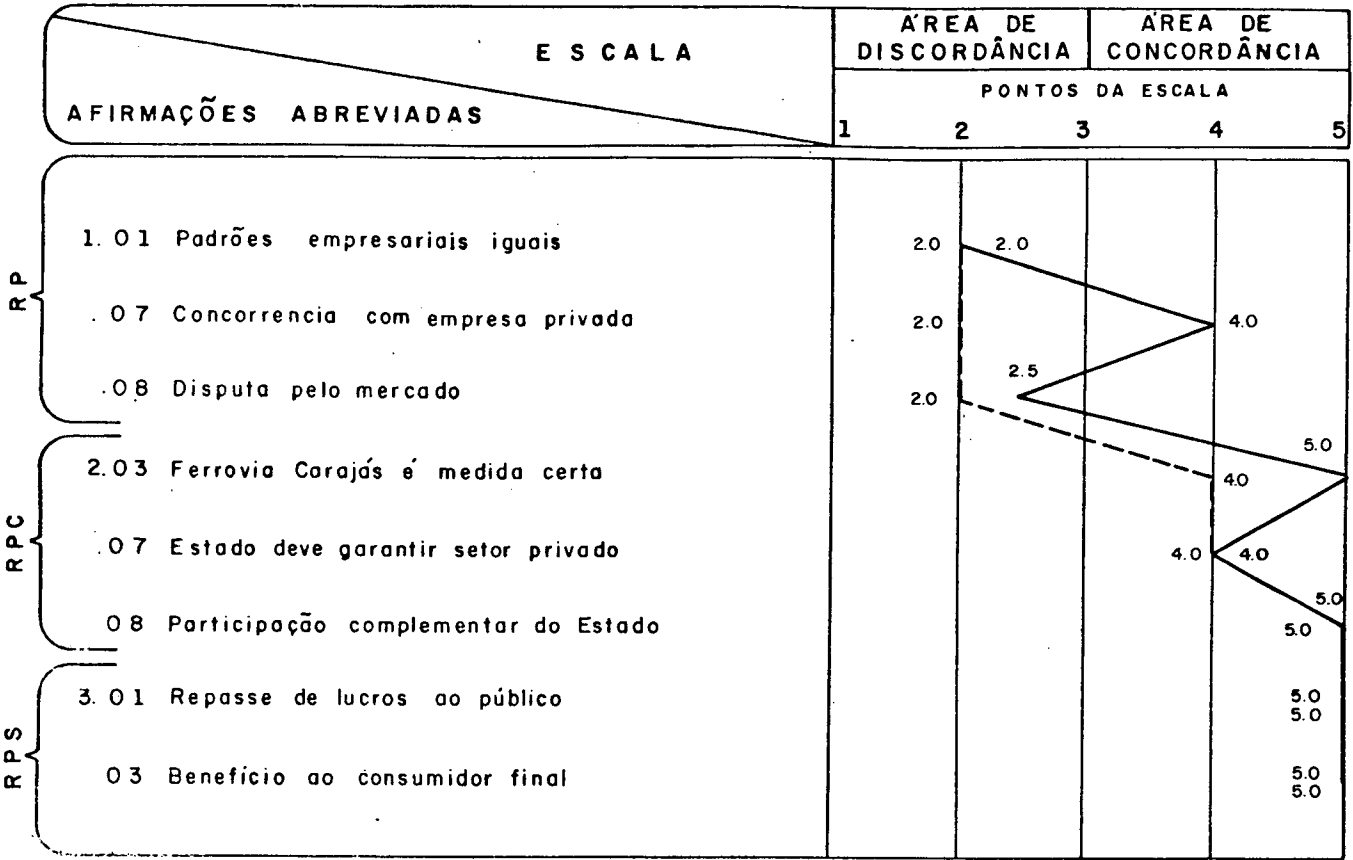 E S C A L A
AFIRMAÇÕES ABREVIADAS
ÁREA DE
DISCORDÂNCIA
ÁREA DE
CONCORDÂNCIA
PONTOS DA ESCALA
1 2 3 4 5
RP
1. 01 Padrões empresariais iguais
2.0 2.0
. 07 Concorrencia com empresa privada
2.0 4.0
.08 Disputa pelo mercado
2.0 2.5
RPC
2.03 Ferrovia Carajás é medida certa
4.0 5.0
.07 Estado deve garantir setor privado
4.0 4.0
08 Participação complementar do Estado
5.0
5.0
RPS
3. 01 Repasse de lucros ao público
5.0
5.0
03 Benefício ao consumidor final
5.0
5.0